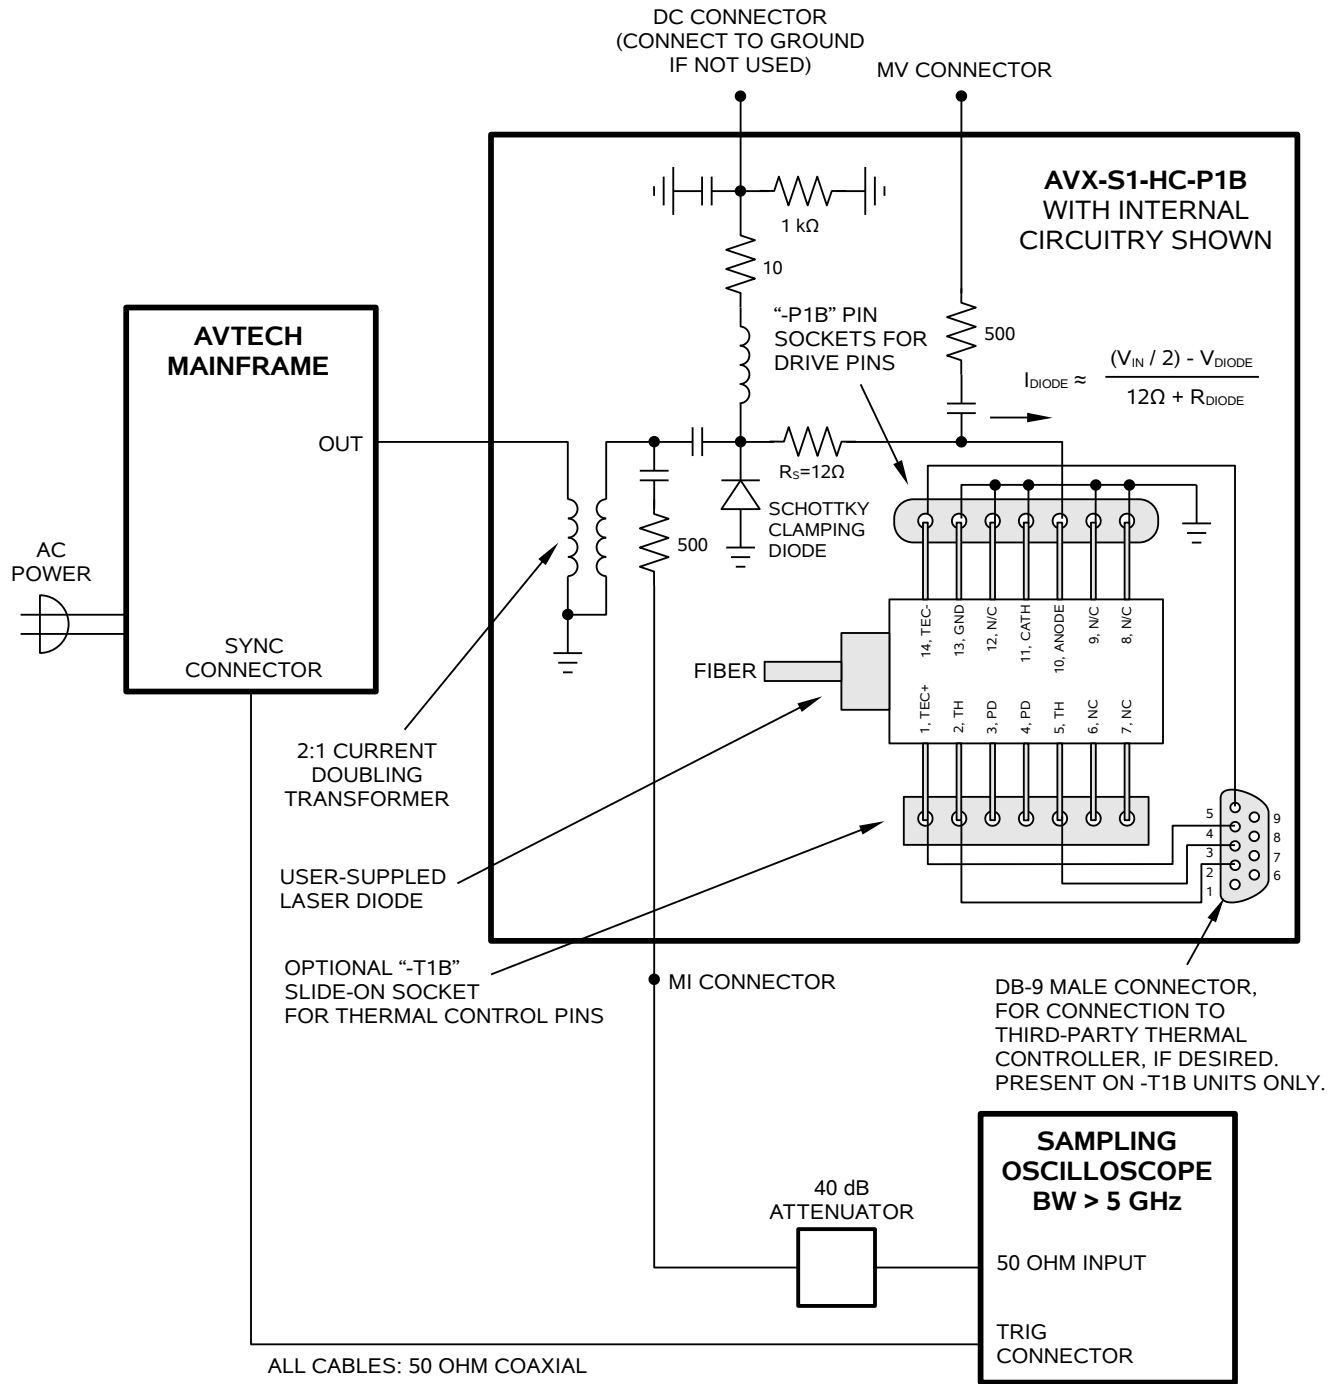 DC CONNECTOR
(CONNECT TO GROUND
IF NOT USED)
MV CONNECTOR
AVX-S1-HC-P1B
WITH INTERNAL
CIRCUITRY SHOWN
1 kΩ
10
"-P1B" PIN
SOCKETS FOR
DRIVE PINS
500
I_DIODE ≈ (V_IN / 2) - V_DIODE
12Ω + R_DIODE
AVTECH
MAINFRAME
OUT
R_S=12Ω
SCHOTTKY
CLAMPING
DIODE
500
AC
POWER
SYNC
CONNECTOR
14, TEC-
13, GND
12, N/C
11, CATH
10, ANODE
9, N/C
8, N/C
FIBER
1, TEC+
2, TH
3, PD
4, PD
5, TH
6, NC
7, NC
2:1 CURRENT
DOUBLING
TRANSFORMER
5
4
3
2
1
9
8
7
6
USER-SUPPLED
LASER DIODE
OPTIONAL "-T1B"
SLIDE-ON SOCKET
FOR THERMAL CONTROL PINS
MI CONNECTOR
DB-9 MALE CONNECTOR,
FOR CONNECTION TO
THIRD-PARTY THERMAL
CONTROLLER, IF DESIRED.
PRESENT ON -T1B UNITS ONLY.
SAMPLING
OSCILLOSCOPE
BW > 5 GHz
40 dB
ATTENUATOR
50 OHM INPUT
TRIG
CONNECTOR
ALL CABLES: 50 OHM COAXIAL